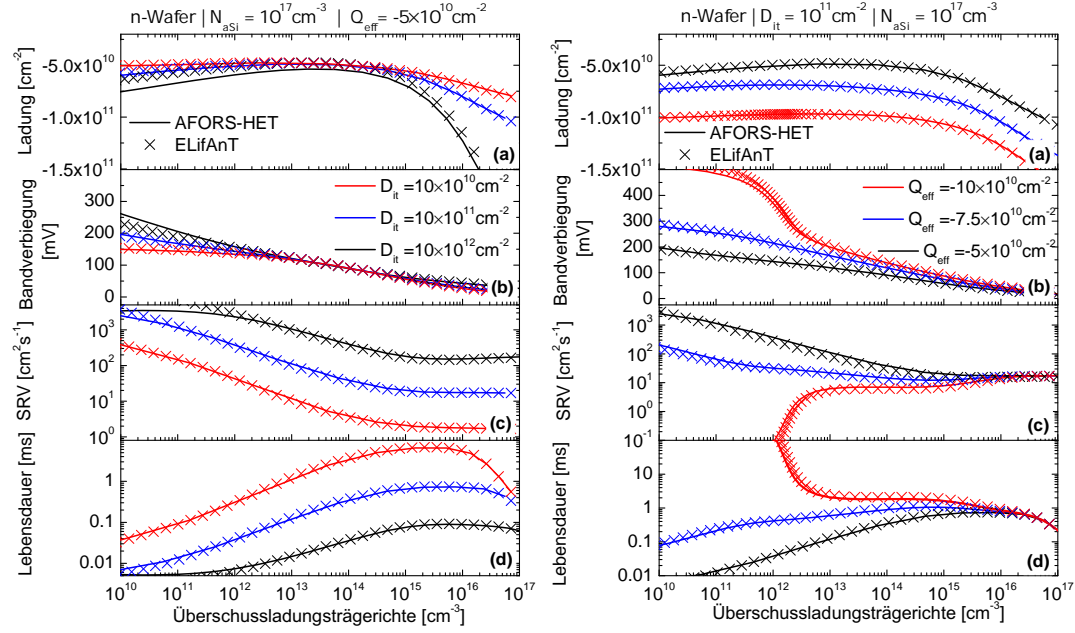 n-Wafer | N_aSi = 10^17 cm^-3 | Q_eff = -5×10^10 cm^-2
-5.0x10^10
-1.0x10^11
-1.5x10^11
Ladung [cm^-2]
AFORS-HET
ELifAnT
(a)
300
200
100
0
Bandverbiegung
[mV]
D_it =10×10^10 cm^-2
D_it =10×10^11 cm^-2
D_it =10×10^12 cm^-2
(b)
10^3
10^2
10^1
10^0
SRV [cm^2s^-1]
(c)
1
0.1
0.01
Lebensdauer [ms]
(d)
10^10 10^11 10^12 10^13 10^14 10^15 10^16 10^17
Überschussladungsträgerichte [cm^-3]
n-Wafer | D_it = 10^11 cm^-2 | N_aSi = 10^17 cm^-3
-5.0x10^10
-1.0x10^11
-1.5x10^11
Ladung [cm^-2]
AFORS-HET
ELifAnT
(a)
400
300
200
100
0
Bandverbiegung
[mV]
Q_eff =-10×10^10 cm^-2
Q_eff =-7.5×10^10 cm^-2
Q_eff =-5×10^10 cm^-2
(b)
10^3
10^2
10^1
10^0
10^-1
SRV [cm^2s^-1]
(c)
10
1
0.1
0.01
Lebensdauer [ms]
(d)
10^10 10^11 10^12 10^13 10^14 10^15 10^16 10^17
Überschussladungsträgerichte [cm^-3]